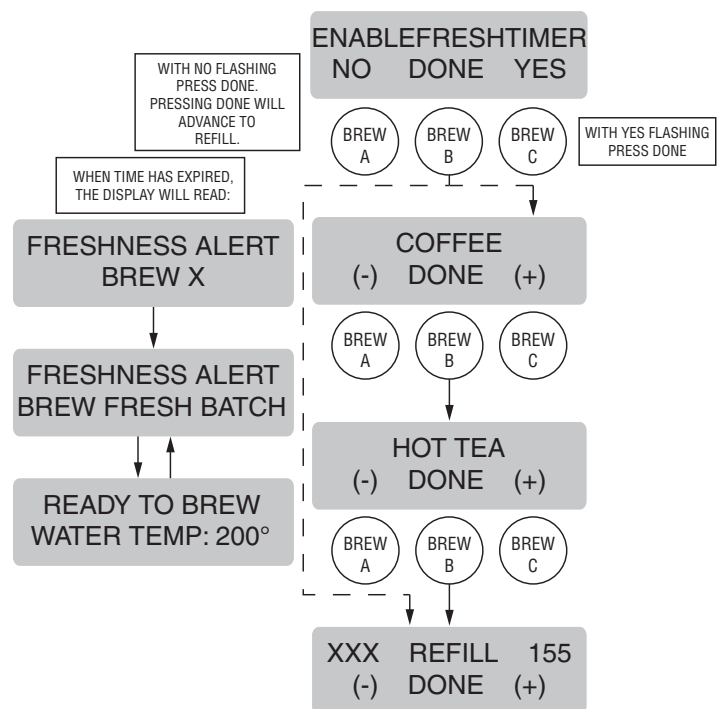 ENABLEFRESHTIMER
NO DONE YES
WITH NO FLASHING
PRESS DONE.
PRESSING DONE WILL
ADVANCE TO
REFILL.
BREW
A
BREW
B
BREW
C
WITH YES FLASHING
PRESS DONE
WHEN TIME HAS EXPIRED,
THE DISPLAY WILL READ:
FRESHNESS ALERT
BREW X
COFFEE
(-) DONE (+)
BREW
A
BREW
B
BREW
C
FRESHNESS ALERT
BREW FRESH BATCH
HOT TEA
(-) DONE (+)
READY TO BREW
WATER TEMP: 200°
BREW
A
BREW
B
BREW
C
XXX REFILL 155
(-) DONE (+)